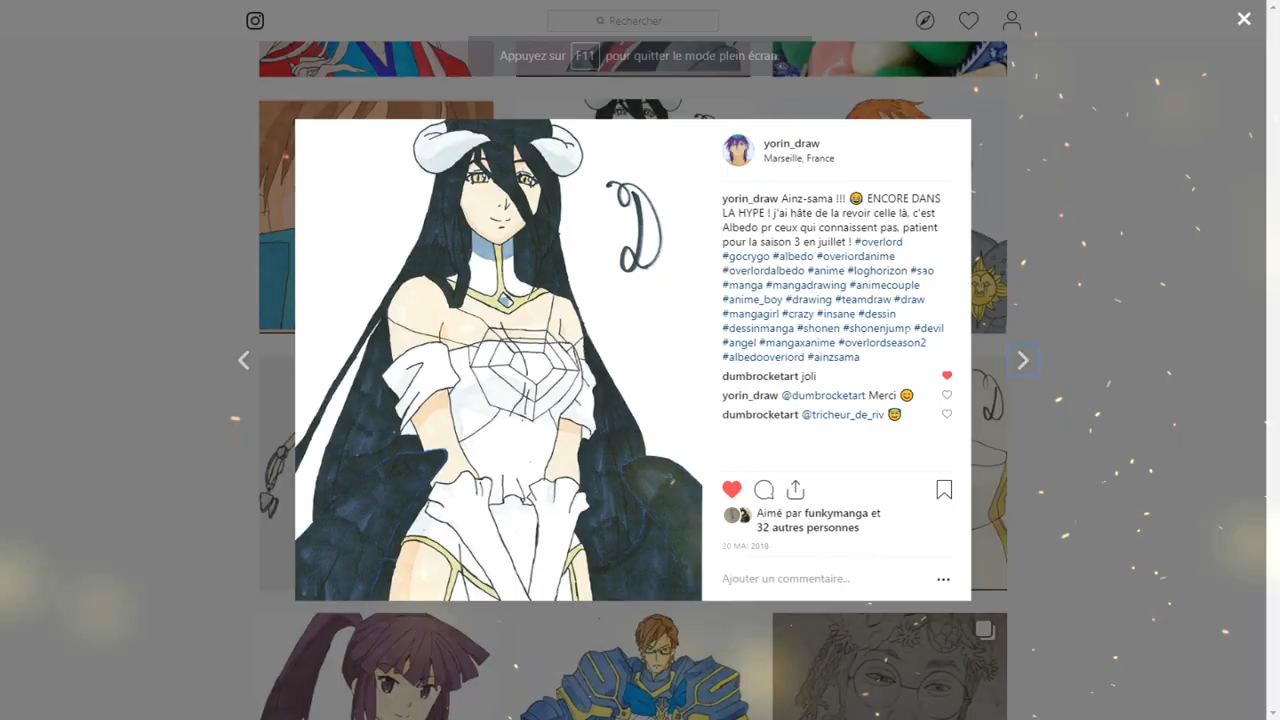 Rechercher
Appuyez sur F11 pour quitter le mode plein écran.
yorin_draw
Marseille, France
yorin_draw Ainz-sama !!! 😂 ENCORE DANS
LA HYPE ! j'ai hâte de la revoir celle là, c'est
Albedo pr ceux qui connaissent pas, patient
pour la saison 3 en juillet ! #overlord
#gocrygo #albedo #overlordanime
#overlordalbedo #anime #loghorizon #sao
#manga #mangadrawing #animecouple
#anime_boy #drawing #teamdraw #draw
#mangagirl #crazy #insane #dessin
#dessinmanga #shonen #shonenjump #devil
#angel #mangaxanime #overlordseason2
#albedooverlord #ainzsama
dumbrocketart joli
yorin_draw @dumbrocketart Merci 😊
dumbrocketart @tricheur_de_riv 😇
Aimé par funkymanga et
32 autres personnes
20 MAI 2018
Ajouter un commentaire...
D
D